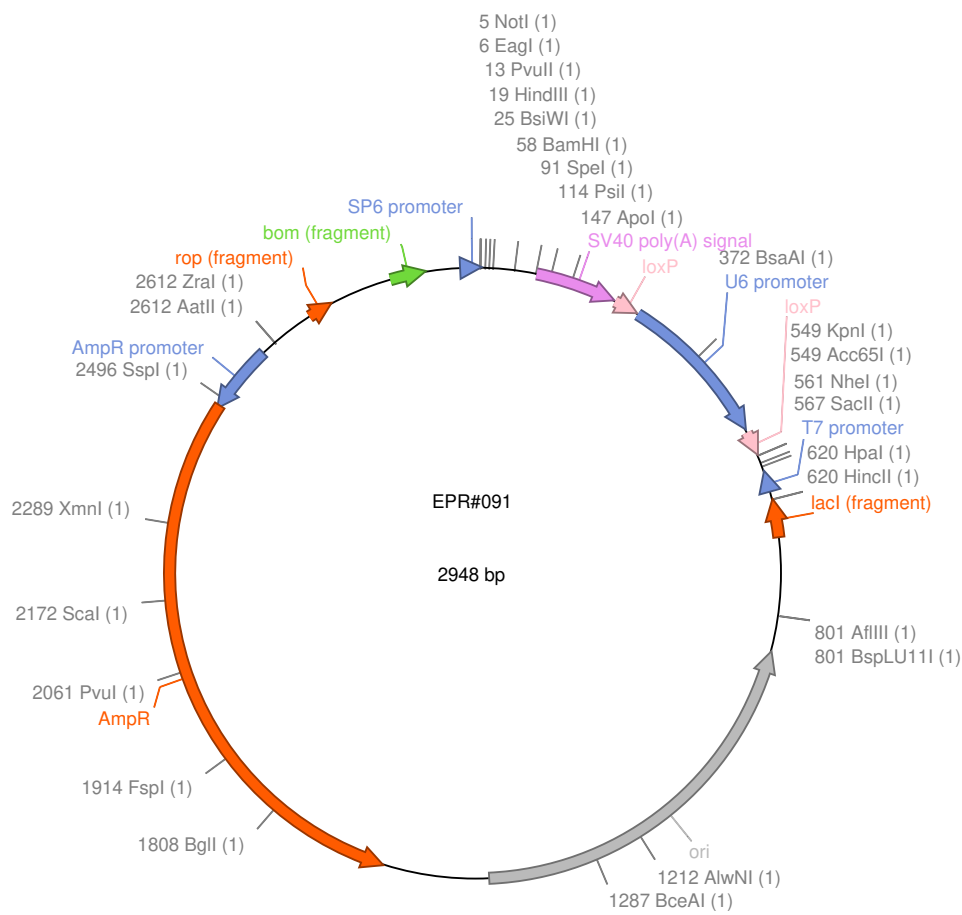 5 NotI (1)
6 EagI (1)
13 PvuII (1)
19 HindIII (1)
25 BsiWI (1)
58 BamHI (1)
91 SpeI (1)
114 PsiI (1)
147 ApoI (1)
SV40 poly(A) signal
loxP
372 BsaAI (1)
U6 promoter
loxP
549 KpnI (1)
549 Acc65I (1)
561 NheI (1)
567 SacII (1)
T7 promoter
620 HpaI (1)
620 HincII (1)
lacI (fragment)
801 AflIII (1)
801 BspLU11I (1)
ori
1212 AlwNI (1)
1287 BceAI (1)
1808 BglI (1)
1914 FspI (1)
AmpR
2061 PvuI (1)
2172 ScaI (1)
2289 XmnI (1)
2496 SspI (1)
AmpR promoter
2612 AatII (1)
2612 ZraI (1)
rop (fragment)
bom (fragment)
SP6 promoter
EPR#091
2948 bp